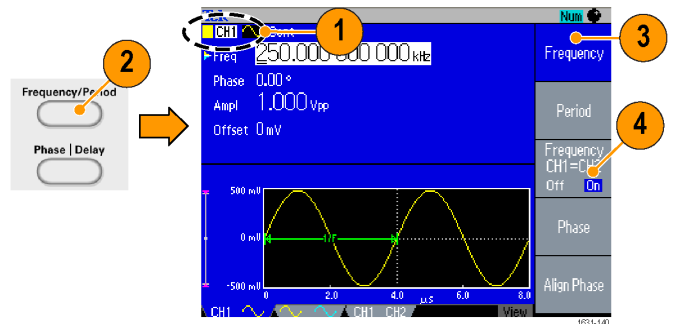 Num
CH1
1
2
3
4
Frequency/Period
Phase | Delay
Freq 250.000 000 000 kHz
Phase 0.00 °
Ampl 1.000 Vpp
Offset 0 mV
Frequency
Period
Frequency
CH1=CH2
Off On
Phase
Align Phase
500 mV
0 mV
-500 mV
1/F
0 2.0 4.0 µs 6.0 8.0
CH1 CH1 CH2 View
1631-140